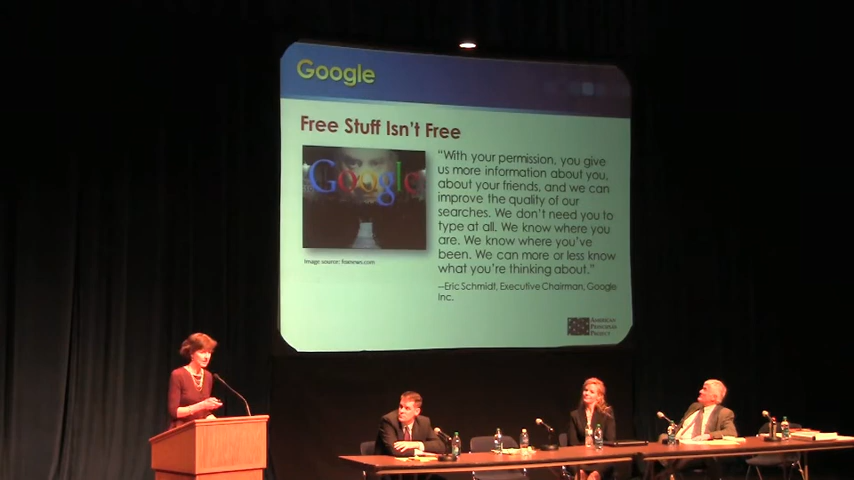 Google
Free Stuff Isn't Free
Google
Image source: foxnews.com
"With your permission, you give
us more information about you,
about your friends, and we can
improve the quality of our
searches. We don't need you to
type at all. We know where you
are. We know where you've
been. We can more or less know
what you're thinking about."
--Eric Schmidt, Executive Chairman, Google
Inc.
American
Principles
Project